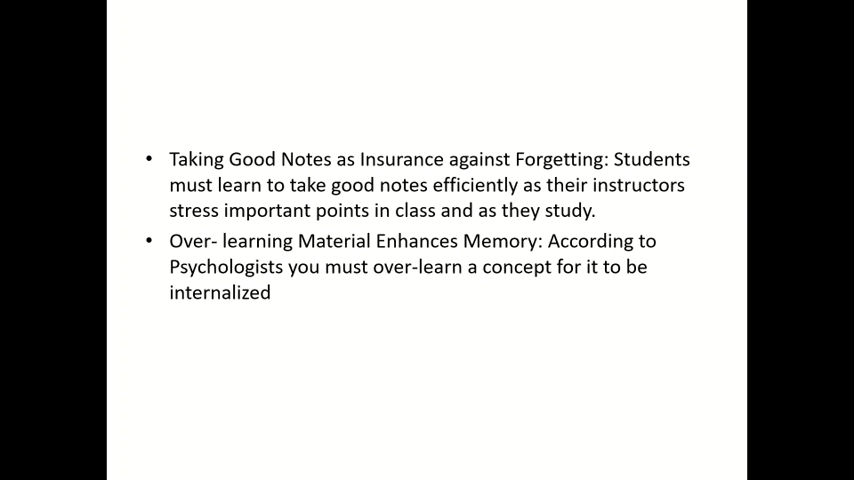 • Taking Good Notes as Insurance against Forgetting: Students
must learn to take good notes efficiently as their instructors
stress important points in class and as they study.
• Over- learning Material Enhances Memory: According to
Psychologists you must over-learn a concept for it to be
internalized